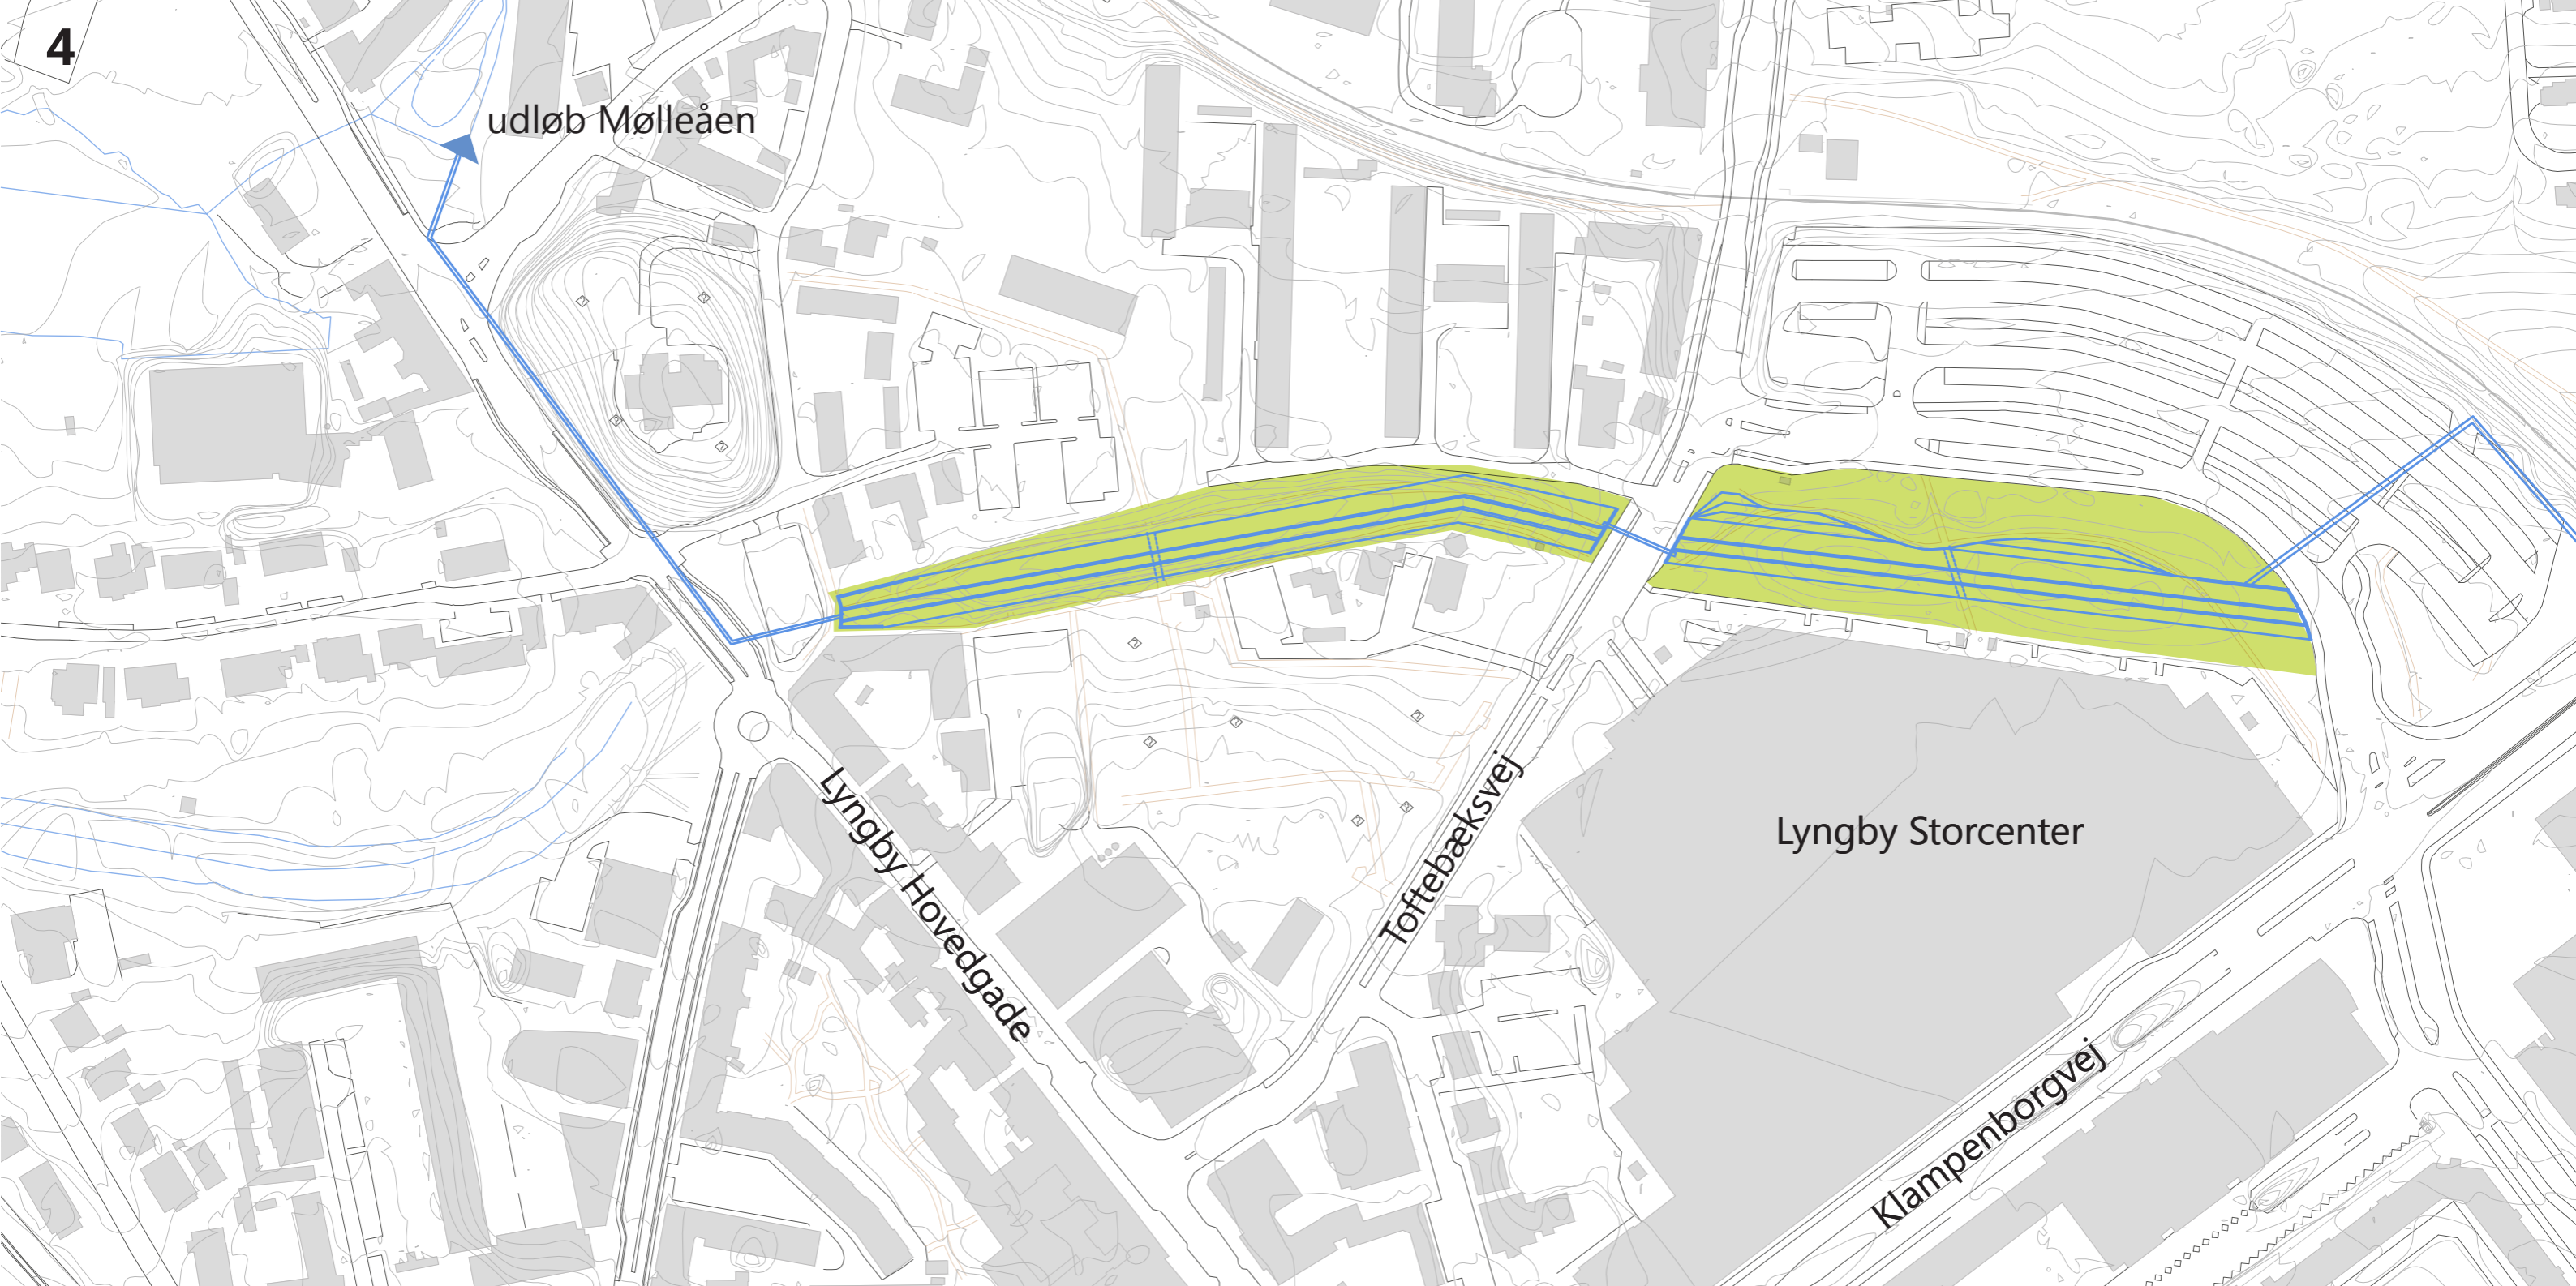 4
udløb Mølleåen
Lyngby Hovedgade
Toftebæksvej
Lyngby Storcenter
Klampenborgvej